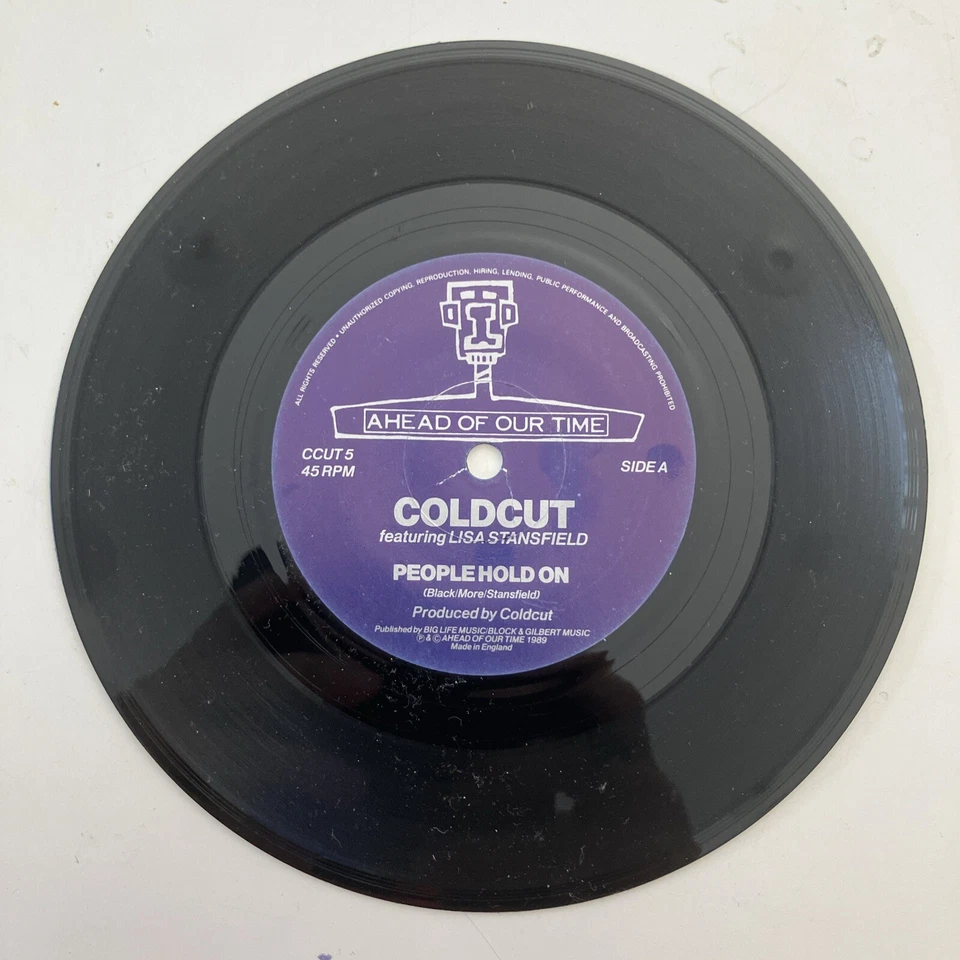 ALL RIGHTS RESERVED • UNAUTHORIZED COPYING, REPRODUCTION, HIRING, LENDING, PUBLIC PERFORMANCE AND BROADCASTING PROHIBITED
AHEAD OF OUR TIME
CCUT 5
45 RPM
SIDE A
COLDCUT
featuring LISA STANSFIELD
PEOPLE HOLD ON
(Black/More/Stansfield)
Produced by Coldcut
Published by BIG LIFE MUSIC/BLOCK & GILBERT MUSIC
℗ & © AHEAD OF OUR TIME 1989
Made in England